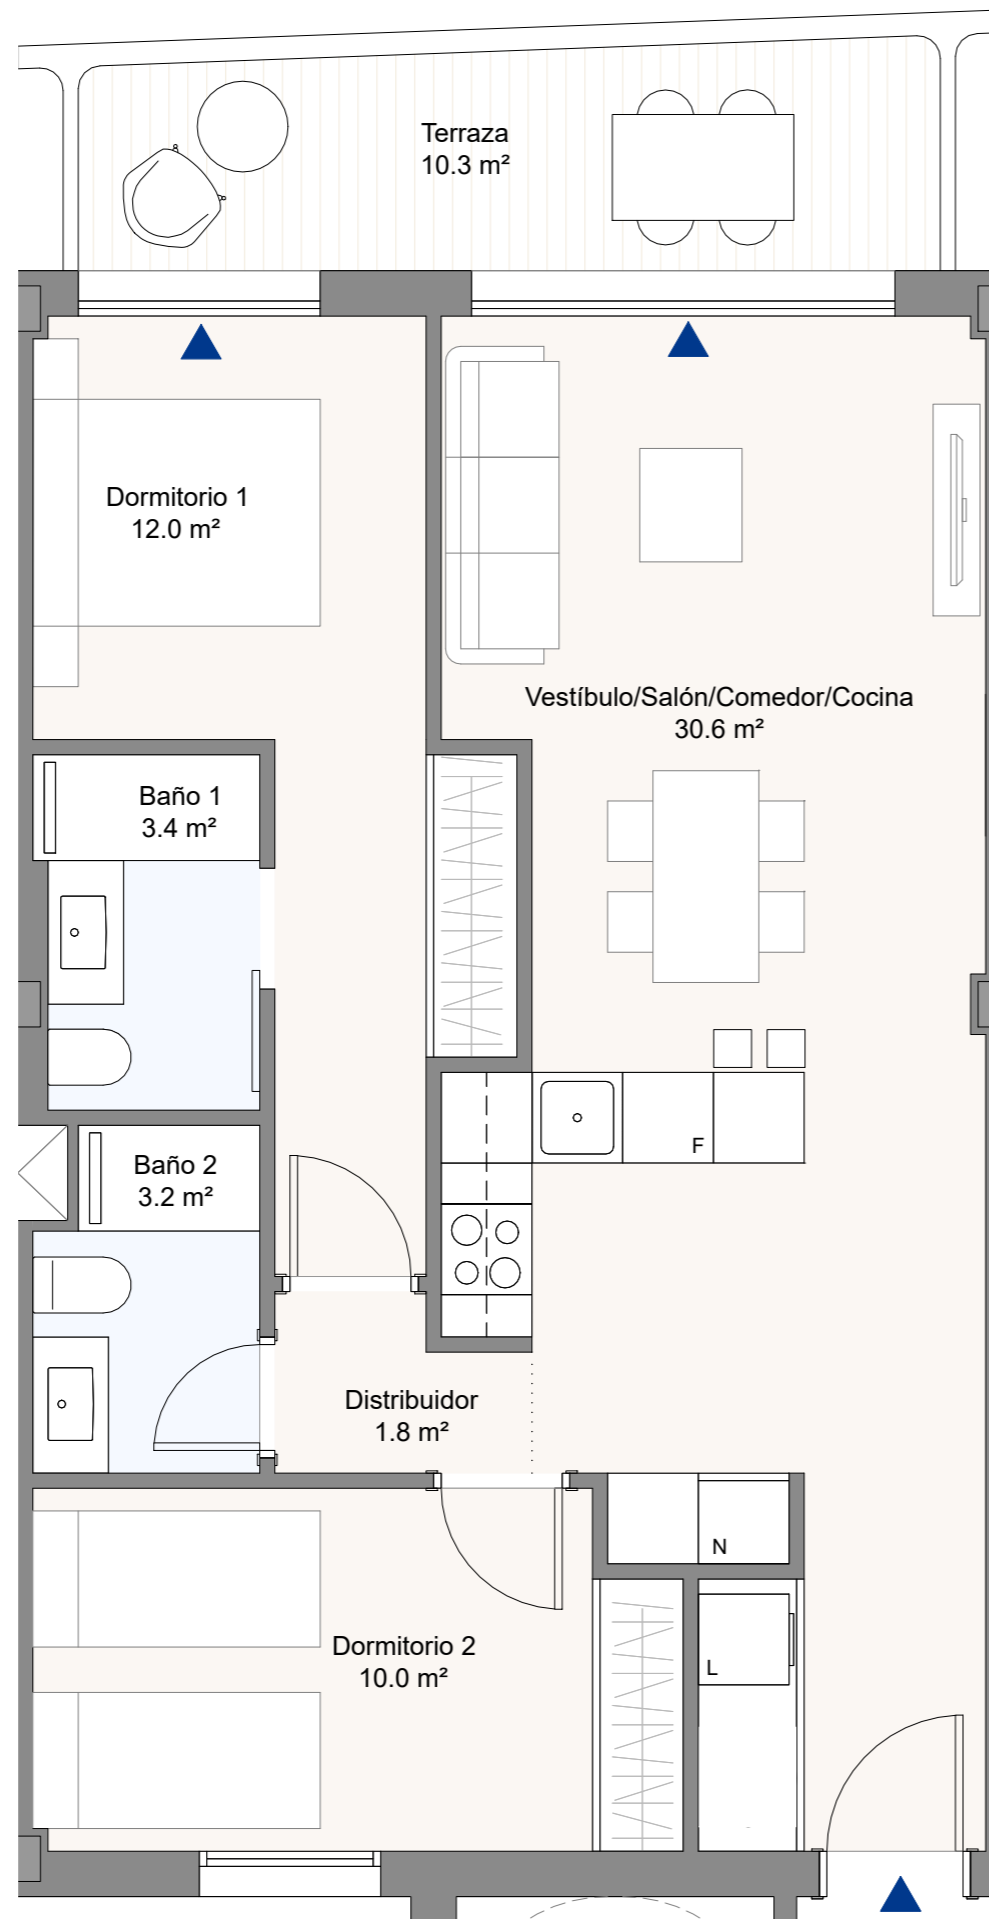 Terraza
10.3 m²
Dormitorio 1
12.0 m²
Vestíbulo/Salón/Comedor/Cocina
30.6 m²
Baño 1
3.4 m²
F
Baño 2
3.2 m²
Distribuidor
1.8 m²
N
Dormitorio 2
10.0 m²
L